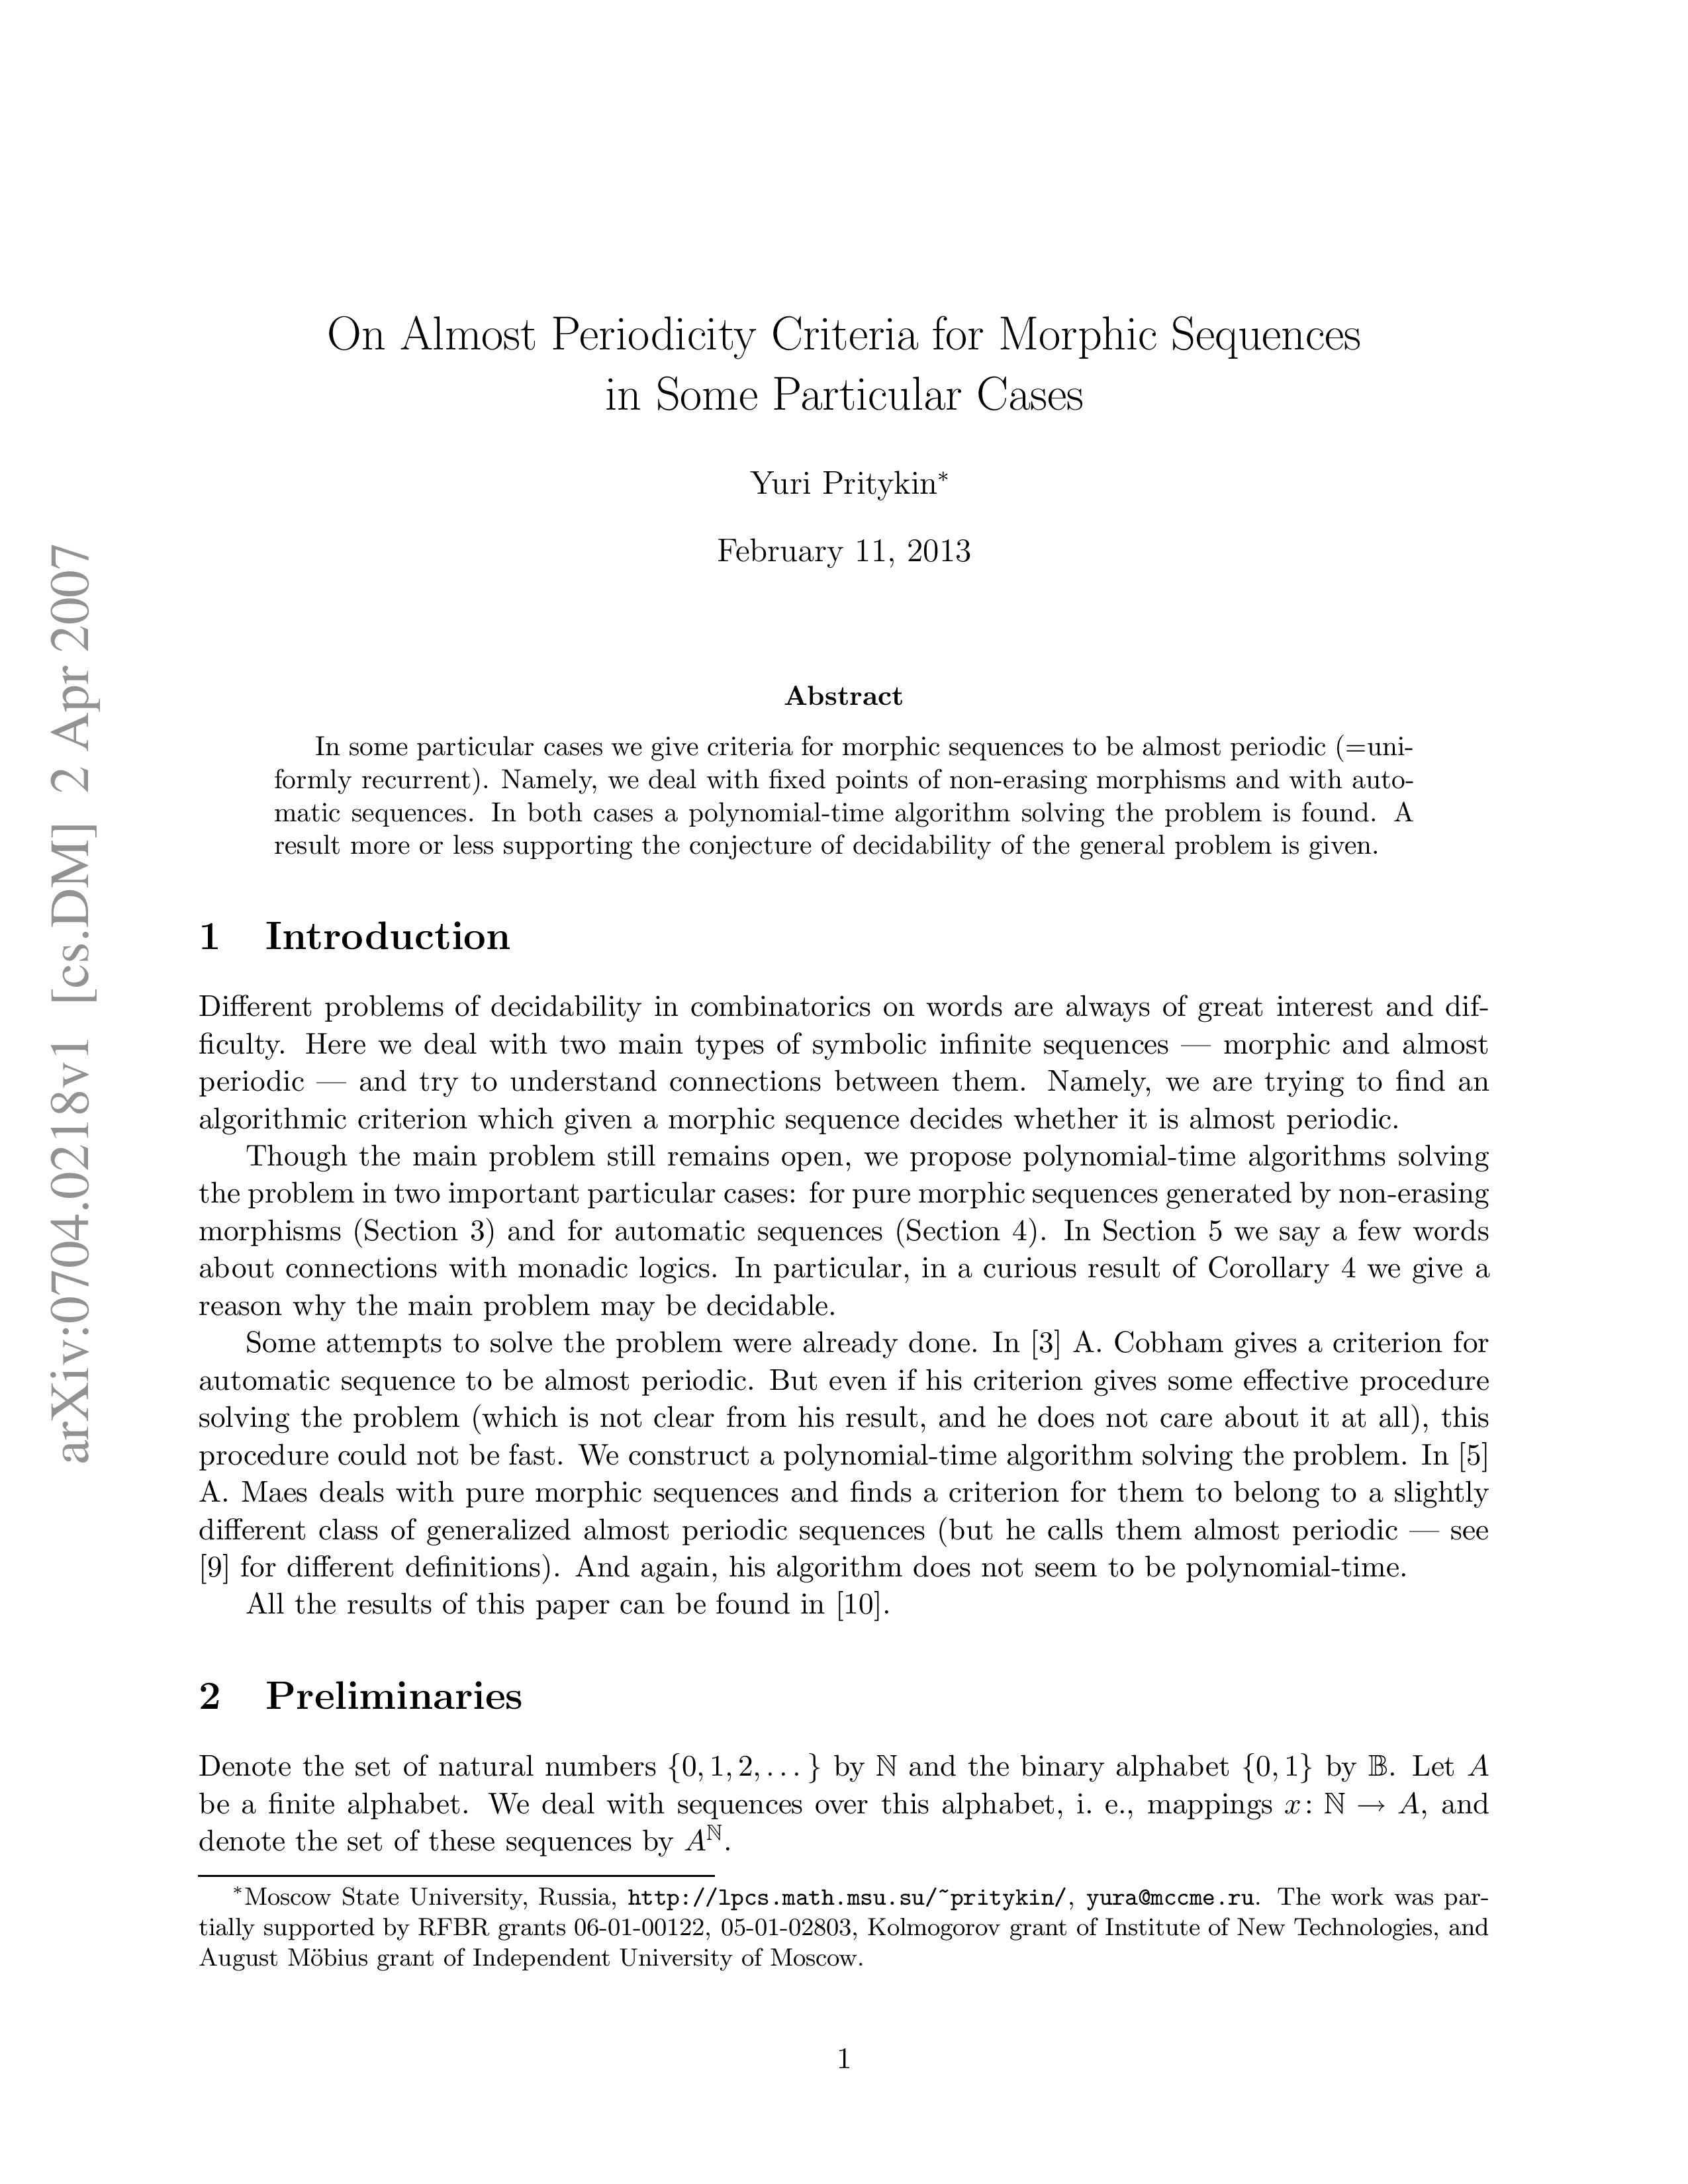 On Almost Periodicity Criteria for Morphic Sequences
in Some Particular Cases
Yuri Pritykin*
February 11, 2013
arXiv:0704.0218v1 [cs.DM] 2 Apr 2007
Abstract
In some particular cases we give criteria for morphic sequences to be almost periodic (=uni-
formly recurrent). Namely, we deal with fixed points of non-erasing morphisms and with auto-
matic sequences. In both cases a polynomial-time algorithm solving the problem is found. A
result more or less supporting the conjecture of decidability of the general problem is given.
1 Introduction
Different problems of decidability in combinatorics on words are always of great interest and dif-
ficulty. Here we deal with two main types of symbolic infinite sequences — morphic and almost
periodic — and try to understand connections between them. Namely, we are trying to find an
algorithmic criterion which given a morphic sequence decides whether it is almost periodic.
Though the main problem still remains open, we propose polynomial-time algorithms solving
the problem in two important particular cases: for pure morphic sequences generated by non-erasing
morphisms (Section 3) and for automatic sequences (Section 4). In Section 5 we say a few words
about connections with monadic logics. In particular, in a curious result of Corollary 4 we give a
reason why the main problem may be decidable.
Some attempts to solve the problem were already done. In [3] A. Cobham gives a criterion for
automatic sequence to be almost periodic. But even if his criterion gives some effective procedure
solving the problem (which is not clear from his result, and he does not care about it at all), this
procedure could not be fast. We construct a polynomial-time algorithm solving the problem. In [5]
A. Maes deals with pure morphic sequences and finds a criterion for them to belong to a slightly
different class of generalized almost periodic sequences (but he calls them almost periodic — see
[9] for different definitions). And again, his algorithm does not seem to be polynomial-time.
All the results of this paper can be found in [10].
2 Preliminaries
Denote the set of natural numbers {0, 1, 2, . . . } by ℕ and the binary alphabet {0, 1} by 𝔹. Let A
be a finite alphabet. We deal with sequences over this alphabet, i. e., mappings x: ℕ → A, and
denote the set of these sequences by A^ℕ.
*Moscow State University, Russia, http://lpcs.math.msu.su/~pritykin/, yura@mccme.ru. The work was par-
tially supported by RFBR grants 06-01-00122, 05-01-02803, Kolmogorov grant of Institute of New Technologies, and
August Möbius grant of Independent University of Moscow.
1